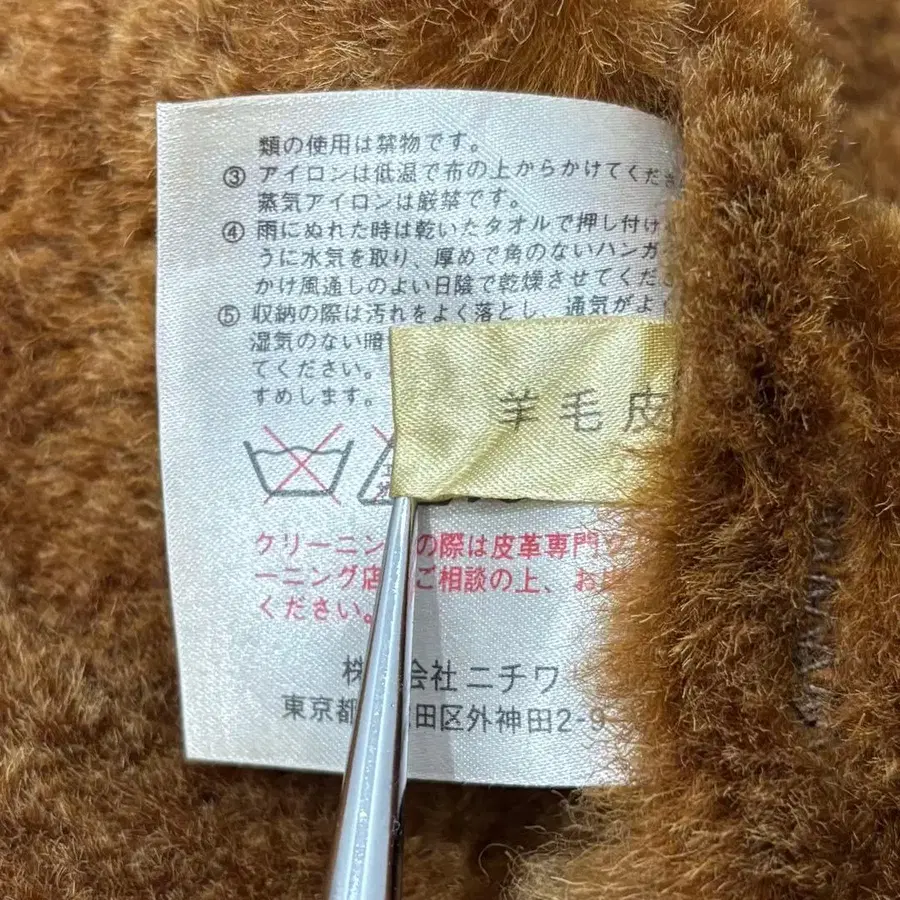 類の使用は禁物です。
③ アイロンは低温で布の上からかけてくださ
蒸気アイロンは厳禁です。
④ 雨にぬれた時は乾いたタオルで押し付け
うに水気を取り、厚めで角のないハンガ
かけ風通しのよい日陰で乾燥させてくだ
⑤ 収納の際は汚れをよく落とし、通気がよく
湿気のない暗
てください。
すめします。
羊毛皮
クリーニン の際は皮革専門
ーニング店 ご相談の上、お
ください。
株 会社ニチワ
東京都 田区外神田2-9